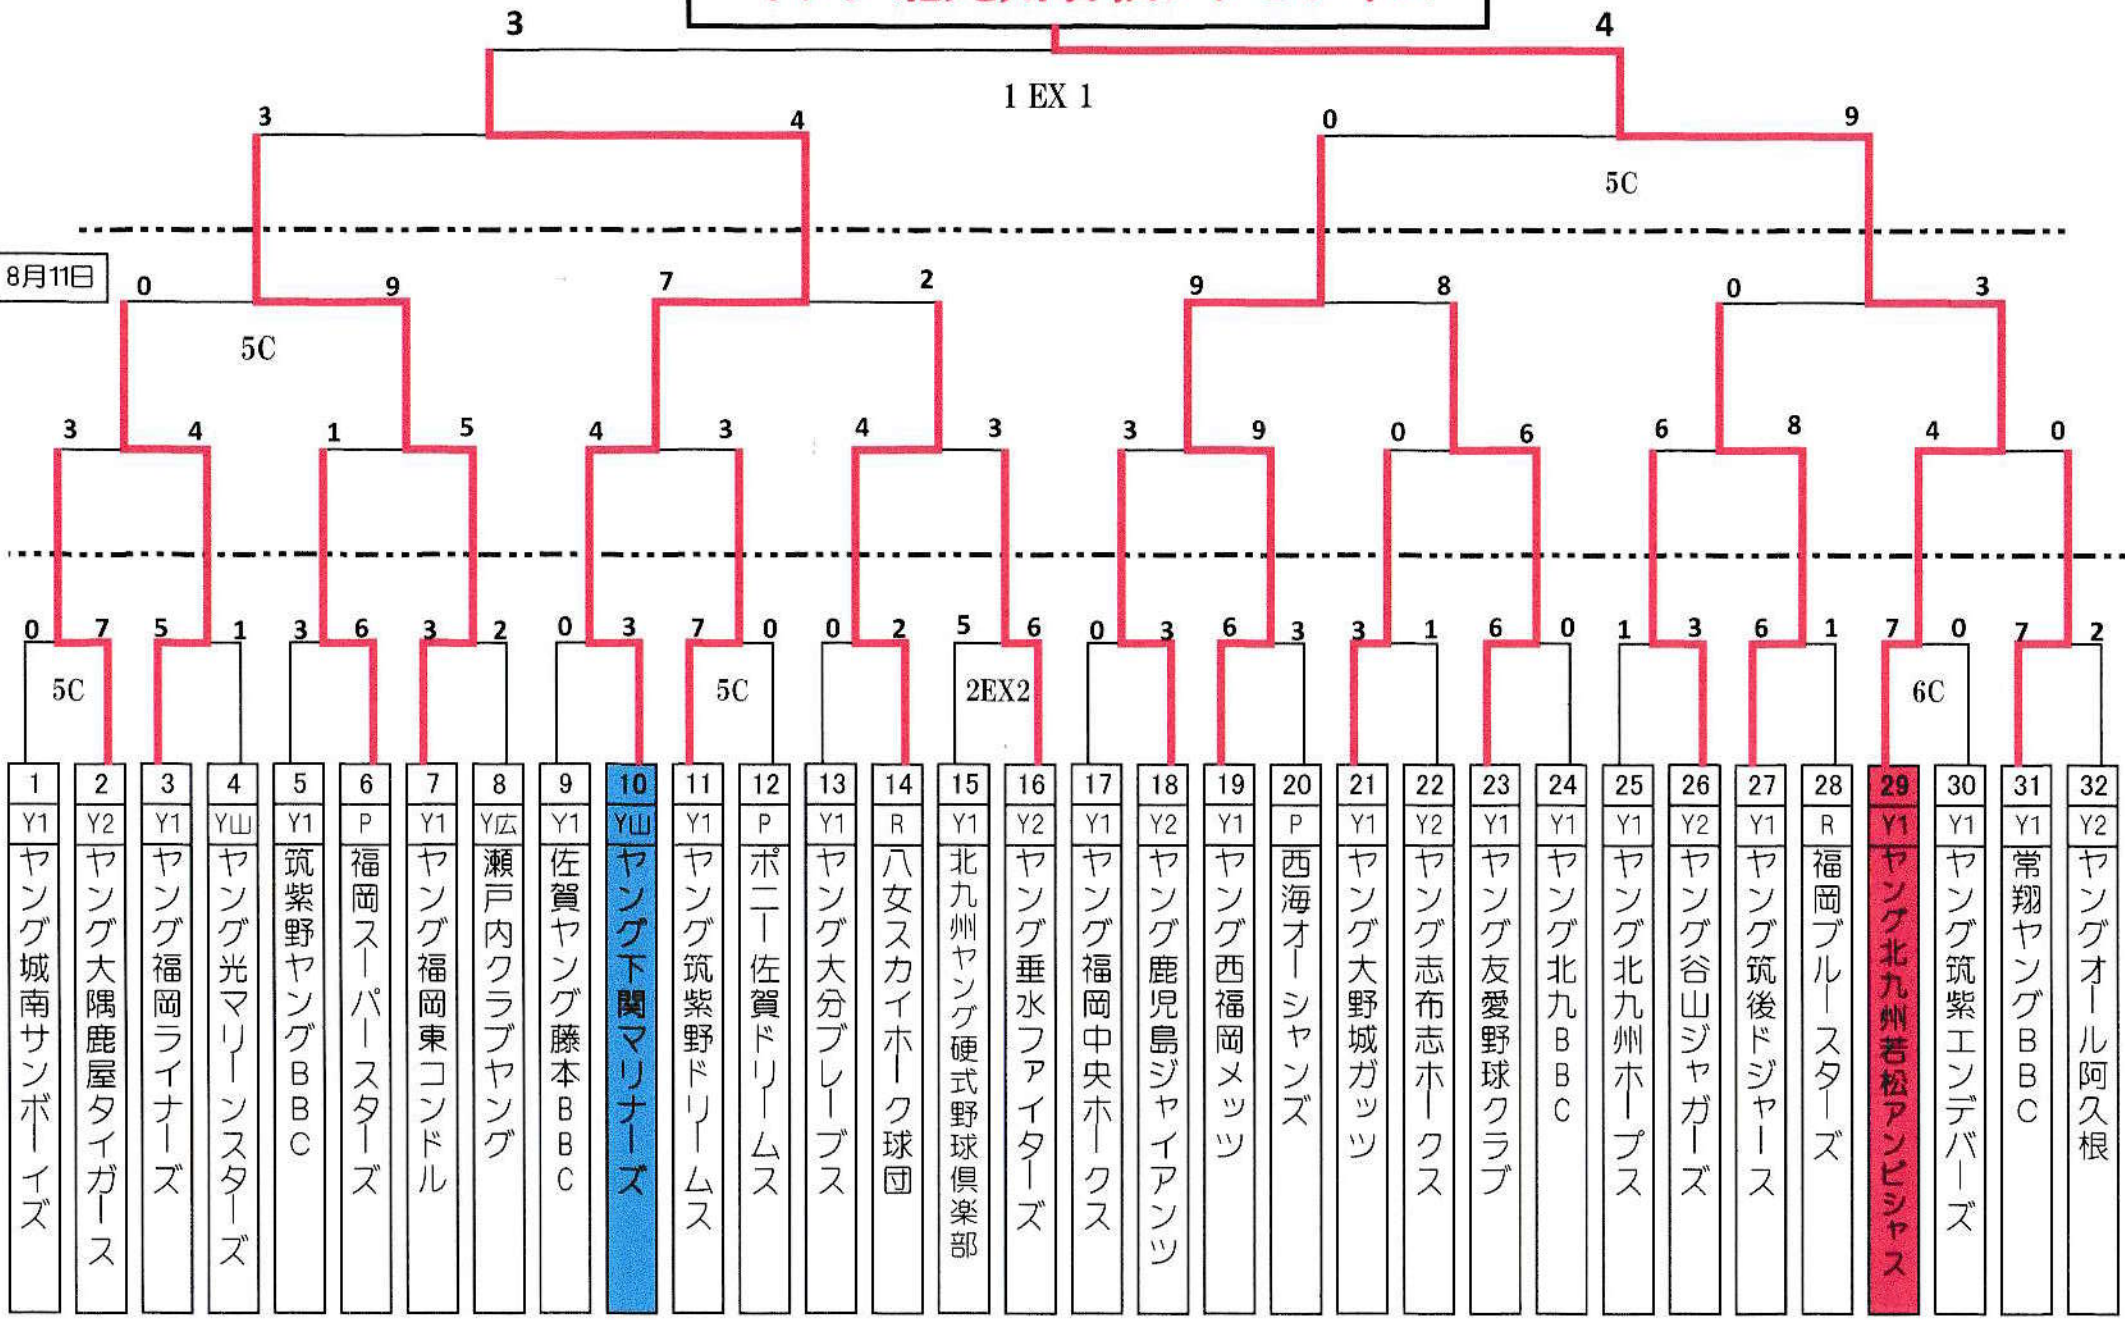 3 4
1 EX 1
3 4 0 9
5C
8月11日
0 9 7 2 9 8 0 3
5C
3 4 1 5 4 3 4 3 3 9 0 6 6 8 4 0
0 7 5 1 3 6 3 2 0 3 7 0 0 2 5 6 0 3 6 3 3 1 6 0 1 3 6 1 7 0 7 2
5C 5C 2EX2 6C
1 2 3 4 5 6 7 8 9 10 11 12 13 14 15 16 17 18 19 20 21 22 23 24 25 26 27 28 29 30 31 32
Y1 Y2 Y1 Y山 Y1 P Y1 Y広 Y1 Y山 Y1 P Y1 R Y1 Y2 Y1 Y2 Y1 P Y1 Y2 Y1 Y1 Y1 Y2 Y1 R Y1 Y1 Y1 Y2
ヤング城南サンボーイズ
ヤング大隅鹿屋タイガース
ヤング福岡ライナーズ
ヤング光マリーンスターズ
筑紫野ヤングBBC
福岡スーパースターズ
ヤング福岡東コンドル
瀬戸内クラブヤング
佐賀ヤング藤本BBC
ヤング下関マリナーズ
ヤング筑紫野ドリームス
ポニー佐賀ドリームス
ヤング大分ブレーブス
八女スカイホーク球団
北九州ヤング硬式野球倶楽部
ヤング垂水ファイターズ
ヤング福岡中央ホークス
ヤング鹿児島ジャイアンツ
ヤング西福岡メッツ
西海オーシャンズ
ヤング大野城ガッツ
ヤング志布志ホークス
ヤング友愛野球クラブ
ヤング北九BBC
ヤング北九州ホープス
ヤング谷山ジャガーズ
ヤング筑後ドジャース
福岡ブルースターズ
ヤング北九州若松アンビシャス
ヤング筑紫エンデバーズ
常翔ヤングBBC
ヤングオール阿久根